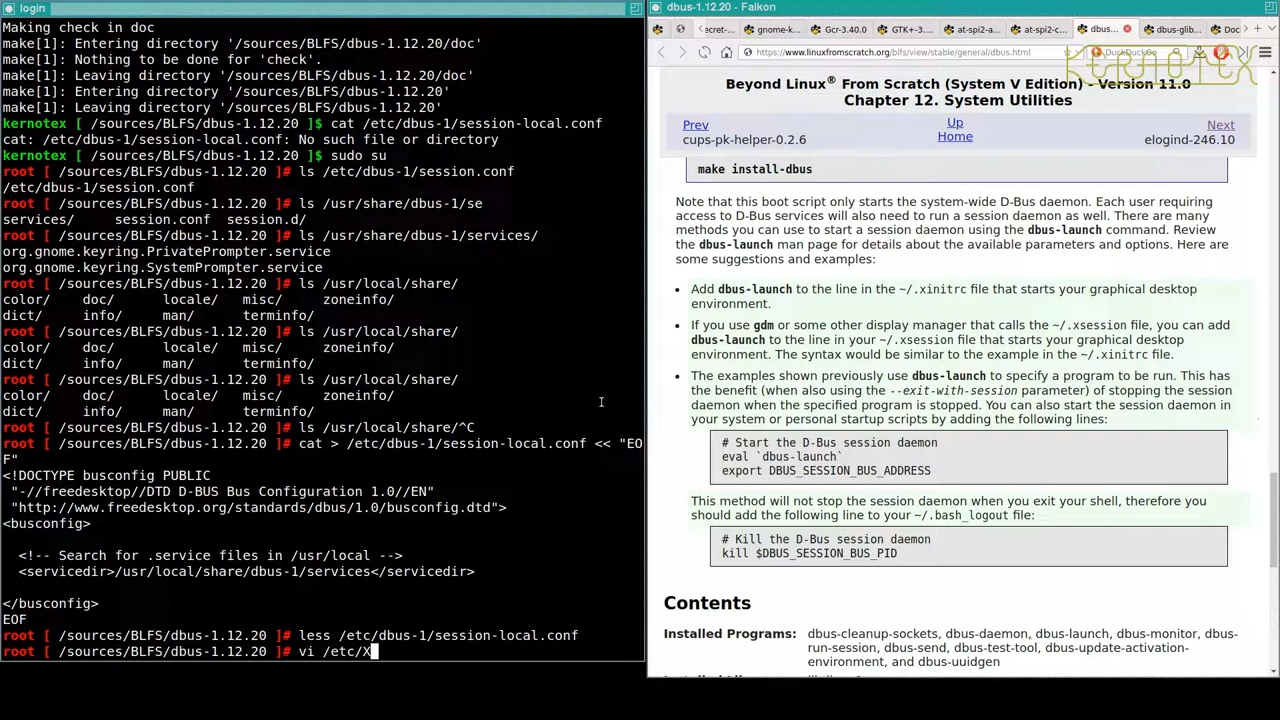 login
Making check in doc
make[1]: Entering directory '/sources/BLFS/dbus-1.12.20/doc'
make[1]: Nothing to be done for 'check'.
make[1]: Leaving directory '/sources/BLFS/dbus-1.12.20/doc'
make[1]: Entering directory '/sources/BLFS/dbus-1.12.20'
make[1]: Leaving directory '/sources/BLFS/dbus-1.12.20'
kernotex [ /sources/BLFS/dbus-1.12.20 ]$ cat /etc/dbus-1/session-local.conf
cat: /etc/dbus-1/session-local.conf: No such file or directory
kernotex [ /sources/BLFS/dbus-1.12.20 ]$ sudo su
root [ /sources/BLFS/dbus-1.12.20 ]# ls /etc/dbus-1/session.conf
/etc/dbus-1/session.conf
root [ /sources/BLFS/dbus-1.12.20 ]# ls /usr/share/dbus-1/se
services/     session.conf  session.d/
root [ /sources/BLFS/dbus-1.12.20 ]# ls /usr/share/dbus-1/services/
org.gnome.keyring.PrivatePrompter.service
org.gnome.keyring.SystemPrompter.service
root [ /sources/BLFS/dbus-1.12.20 ]# ls /usr/local/share/
color/    doc/      locale/   misc/     zoneinfo/
dict/     info/     man/      terminfo/
root [ /sources/BLFS/dbus-1.12.20 ]# ls /usr/local/share/
color/    doc/      locale/   misc/     zoneinfo/
dict/     info/     man/      terminfo/
root [ /sources/BLFS/dbus-1.12.20 ]# ls /usr/local/share/
color/    doc/      locale/   misc/     zoneinfo/
dict/     info/     man/      terminfo/
root [ /sources/BLFS/dbus-1.12.20 ]# ls /usr/local/share/^C
root [ /sources/BLFS/dbus-1.12.20 ]# cat > /etc/dbus-1/session-local.conf << "EO
F"
<!DOCTYPE busconfig PUBLIC
 "-//freedesktop//DTD D-BUS Bus Configuration 1.0//EN"
 "http://www.freedesktop.org/standards/dbus/1.0/busconfig.dtd">
<busconfig>
  <!-- Search for .service files in /usr/local -->
  <servicedir>/usr/local/share/dbus-1/services</servicedir>
</busconfig>
EOF
root [ /sources/BLFS/dbus-1.12.20 ]# less /etc/dbus-1/session-local.conf
root [ /sources/BLFS/dbus-1.12.20 ]# vi /etc/X
dbus-1.12.20 - Falkon
ecret-... gnome-k... Gcr-3.40.0 GTK+-3.... at-spi2-a... at-spi2-c... dbus... dbus-glib... Doc
https://www.linuxfromscratch.org/blfs/view/stable/general/dbus.html DuckDuckGo
KERNOTEX
Beyond Linux® From Scratch (System V Edition) - Version 11.0
Chapter 12. System Utilities
Prev Up Next
cups-pk-helper-0.2.6 Home elogind-246.10
make install-dbus
Note that this boot script only starts the system-wide D-Bus daemon. Each user requiring
access to D-Bus services will also need to run a session daemon as well. There are many
methods you can use to start a session daemon using the dbus-launch command. Review
the dbus-launch man page for details about the available parameters and options. Here are
some suggestions and examples:
• Add dbus-launch to the line in the ~/.xinitrc file that starts your graphical desktop
environment.
• If you use gdm or some other display manager that calls the ~/.xsession file, you can add
dbus-launch to the line in your ~/.xsession file that starts your graphical desktop
environment. The syntax would be similar to the example in the ~/.xinitrc file.
• The examples shown previously use dbus-launch to specify a program to be run. This has
the benefit (when also using the --exit-with-session parameter) of stopping the session
daemon when the specified program is stopped. You can also start the session daemon in
your system or personal startup scripts by adding the following lines:
# Start the D-Bus session daemon
eval `dbus-launch`
export DBUS_SESSION_BUS_ADDRESS
This method will not stop the session daemon when you exit your shell, therefore you
should add the following line to your ~/.bash_logout file:
# Kill the D-Bus session daemon
kill $DBUS_SESSION_BUS_PID
Contents
Installed Programs: dbus-cleanup-sockets, dbus-daemon, dbus-launch, dbus-monitor, dbus-
run-session, dbus-send, dbus-test-tool, dbus-update-activation-
environment, and dbus-uuidgen